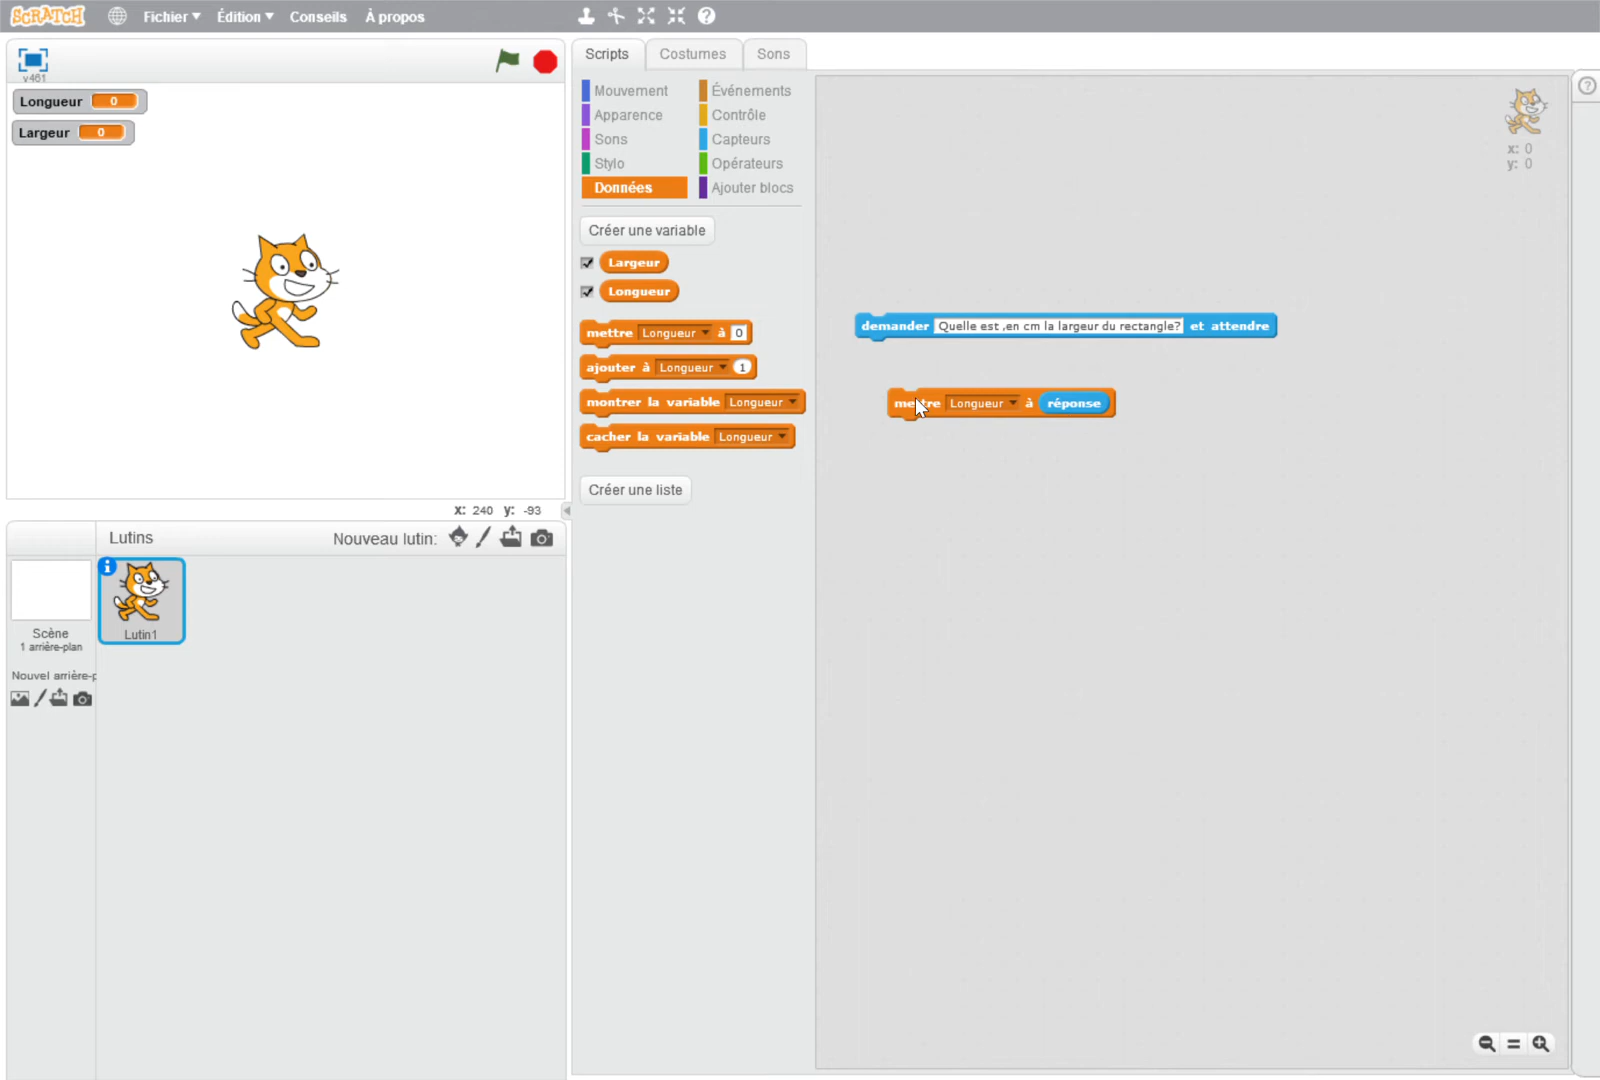 SCRATCH Fichier Édition Conseils À propos
v461
Longueur 0
Largeur 0
x: 240 y: -93
Lutins Nouveau lutin:
Scène
1 arrière-plan
Nouvel arrière-p
Lutin1
Scripts Costumes Sons
Mouvement Événements
Apparence Contrôle
Sons Capteurs
Stylo Opérateurs
Données Ajouter blocs
Créer une variable
Largeur
Longueur
mettre Longueur à 0
ajouter à Longueur 1
montrer la variable Longueur
cacher la variable Longueur
Créer une liste
demander Quelle est ,en cm la largeur du rectangle? et attendre
mettre Longueur à réponse
x: 0
y: 0